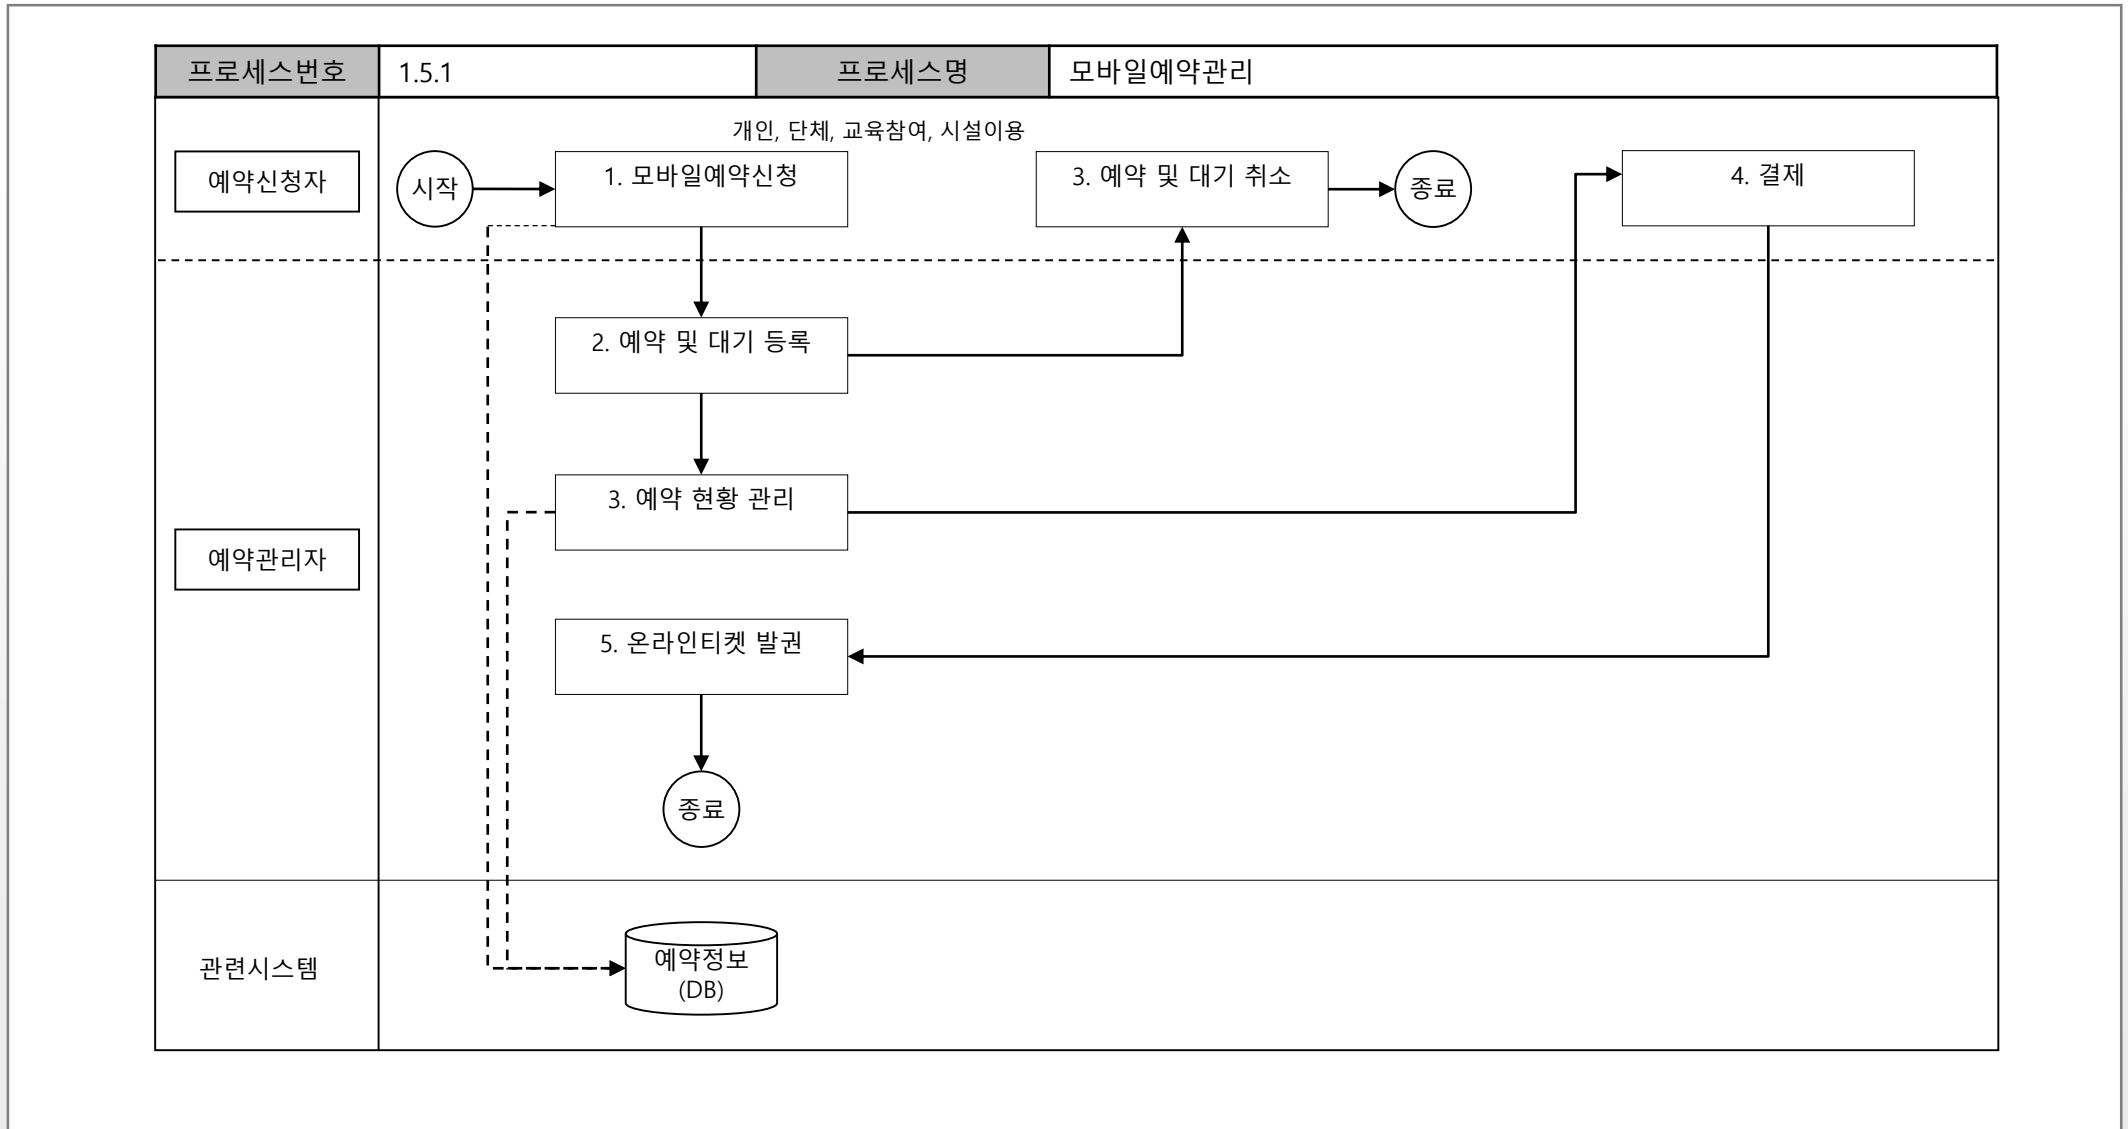 프로세스번호
1.5.1
프로세스명
모바일예약관리
개인, 단체, 교육참여, 시설이용
예약신청자
시작
1. 모바일예약신청
3. 예약 및 대기 취소
종료
4. 결제
2. 예약 및 대기 등록
3. 예약 현황 관리
예약관리자
5. 온라인티켓 발권
종료
관련시스템
예약정보
(DB)